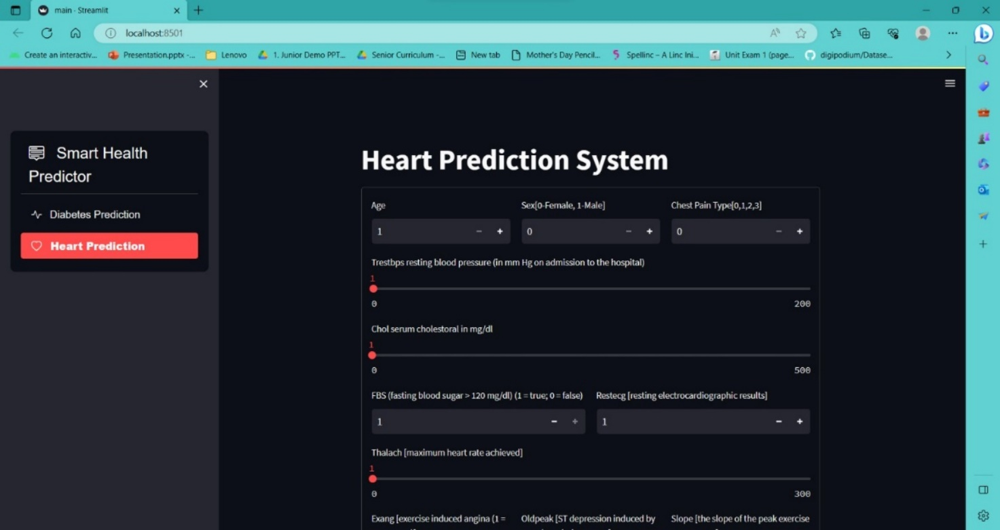 main · Streamlit
localhost:8501
Create an interactiv...
Presentation.pptx -...
Lenovo
1. Junior Demo PPT...
Senior Curriculum -...
New tab
Mother's Day Pencil...
Spellinc – A Linc Ini...
Unit Exam 1 (page...
digipodium/Datase...
Smart Health
Predictor
Diabetes Prediction
Heart Prediction
Heart Prediction System
Age
Sex[0-Female, 1-Male]
Chest Pain Type[0,1,2,3]
1
0
0
Trestbps resting blood pressure (in mm Hg on admission to the hospital)
1
0
200
Chol serum cholestoral in mg/dl
1
0
500
FBS (fasting blood sugar > 120 mg/dl) (1 = true; 0 = false)
Restecg [resting electrocardiographic results]
1
1
Thalach [maximum heart rate achieved]
1
0
300
Exang [exercise induced angina (1 =
Oldpeak [ST depression induced by
Slope [the slope of the peak exercise